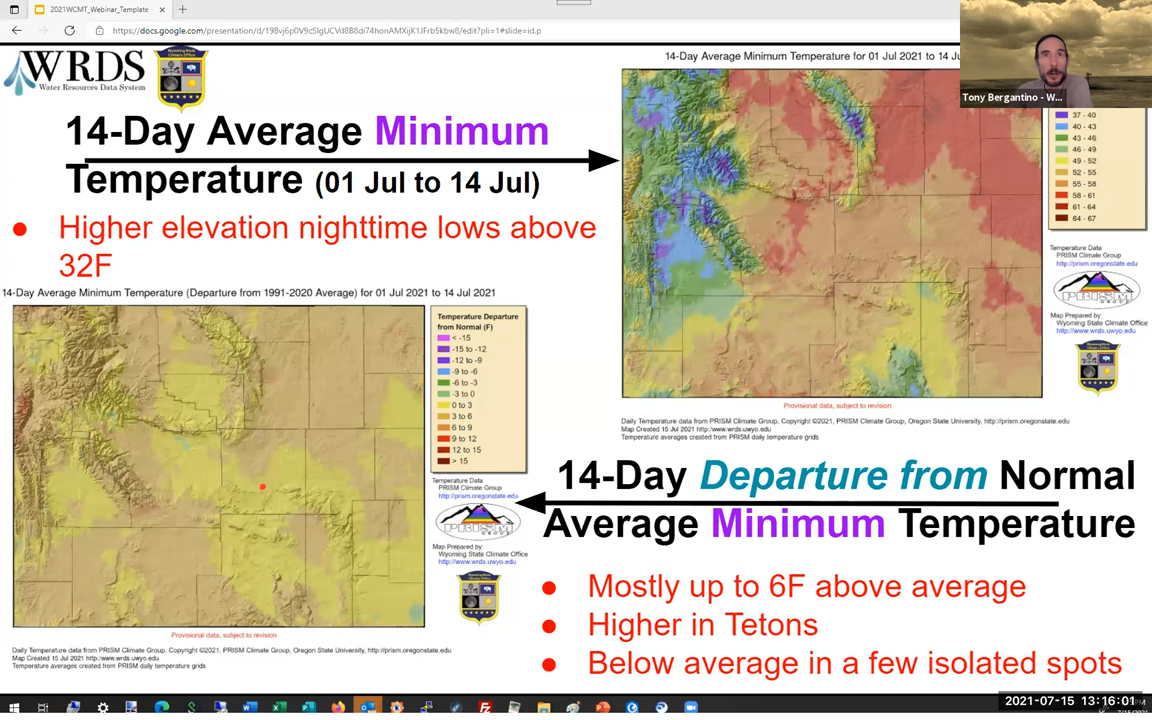 2021WCMT_Webinar_Template -
https://docs.google.com/presentation/d/19Bvj6p0V9cSIgUCVd8B8di74honAMXijK1JFrb5kbw8/edit?pli=1#slide=id.p
WRDS
Water Resources Data System
14-Day Average Minimum
Temperature (01 Jul to 14 Jul)
● Higher elevation nighttime lows above
32F
14-Day Average Minimum Temperature for 01 Jul 2021 to 14 Ju
Tony Bergantino - W...
37 - 40
40 - 43
43 - 46
46 - 49
49 - 52
52 - 55
55 - 58
58 - 61
61 - 64
64 - 67
Temperature Data
PRISM Climate Group
http://prism.oregonstate.edu
PRISM
GROUP
Map Prepared by:
Wyoming State Climate Office
http://www.wrds.uwyo.edu
Provisional data, subject to revision
Daily Temperature data from PRISM Climate Group, Copyright ©2021, PRISM Climate Group, Oregon State University, http://prism.oregonstate.edu
Map Created 15 Jul 2021 http:/www.wrds.uwyo.edu
Temperature averages created from PRISM daily temperature grids
14-Day Average Minimum Temperature (Departure from 1991-2020 Average) for 01 Jul 2021 to 14 Jul 2021
Temperature Departure
from Normal (F)
< -15
-15 to -12
-12 to -9
-9 to -6
-6 to -3
-3 to 0
0 to 3
3 to 6
6 to 9
9 to 12
12 to 15
> 15
Temperature Data
PRISM Climate Group
http://prism.oregonstate.edu
PRISM
GROUP
Map Prepared by:
Wyoming State Climate Office
http://www.wrds.uwyo.edu
Provisional data, subject to revision
Daily Temperature data from PRISM Climate Group, Copyright ©2021, PRISM Climate Group, Oregon State University, http://prism.oregonstate.edu
Map Created 15 Jul 2021 http:/www.wrds.uwyo.edu
Temperature averages created from PRISM daily temperature grids
14-Day Departure from Normal
Average Minimum Temperature
● Mostly up to 6F above average
● Higher in Tetons
● Below average in a few isolated spots
2021-07-15 13:16:01